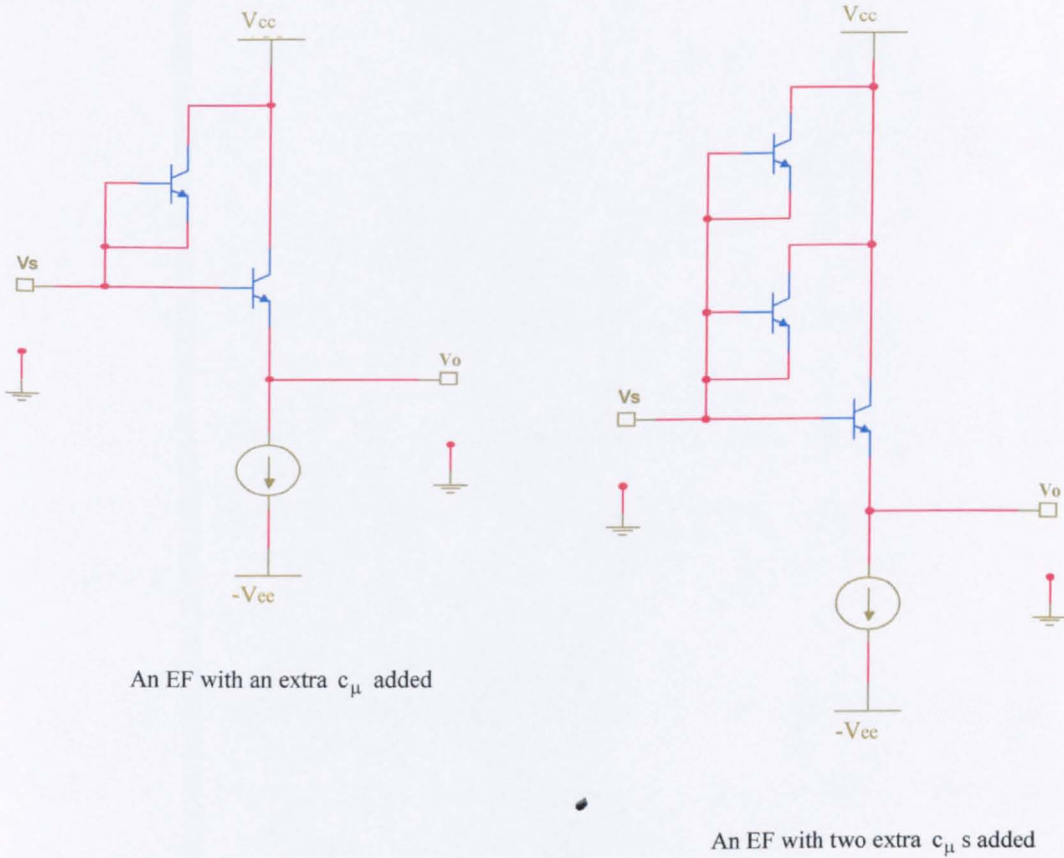 Vcc
Vs
Vo
-Vee
An EF with an extra cμ added
Vcc
Vs
Vo
-Vee
An EF with two extra cμ s added